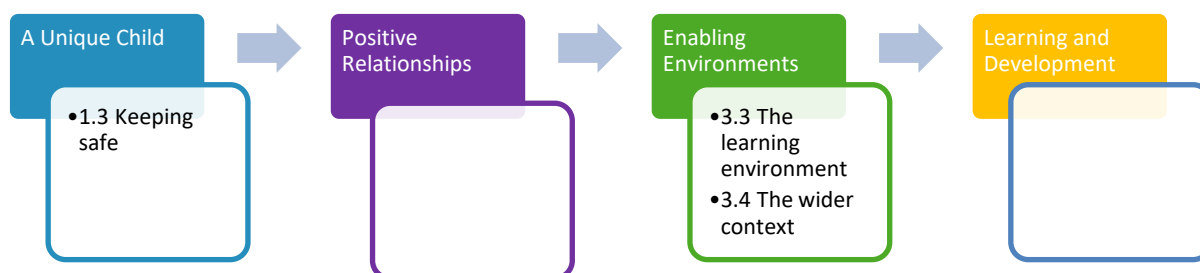 A Unique Child
•1.3 Keeping
safe
Positive
Relationships
Enabling
Environments
•3.3 The
learning
environment
•3.4 The wider
context
Learning and
Development